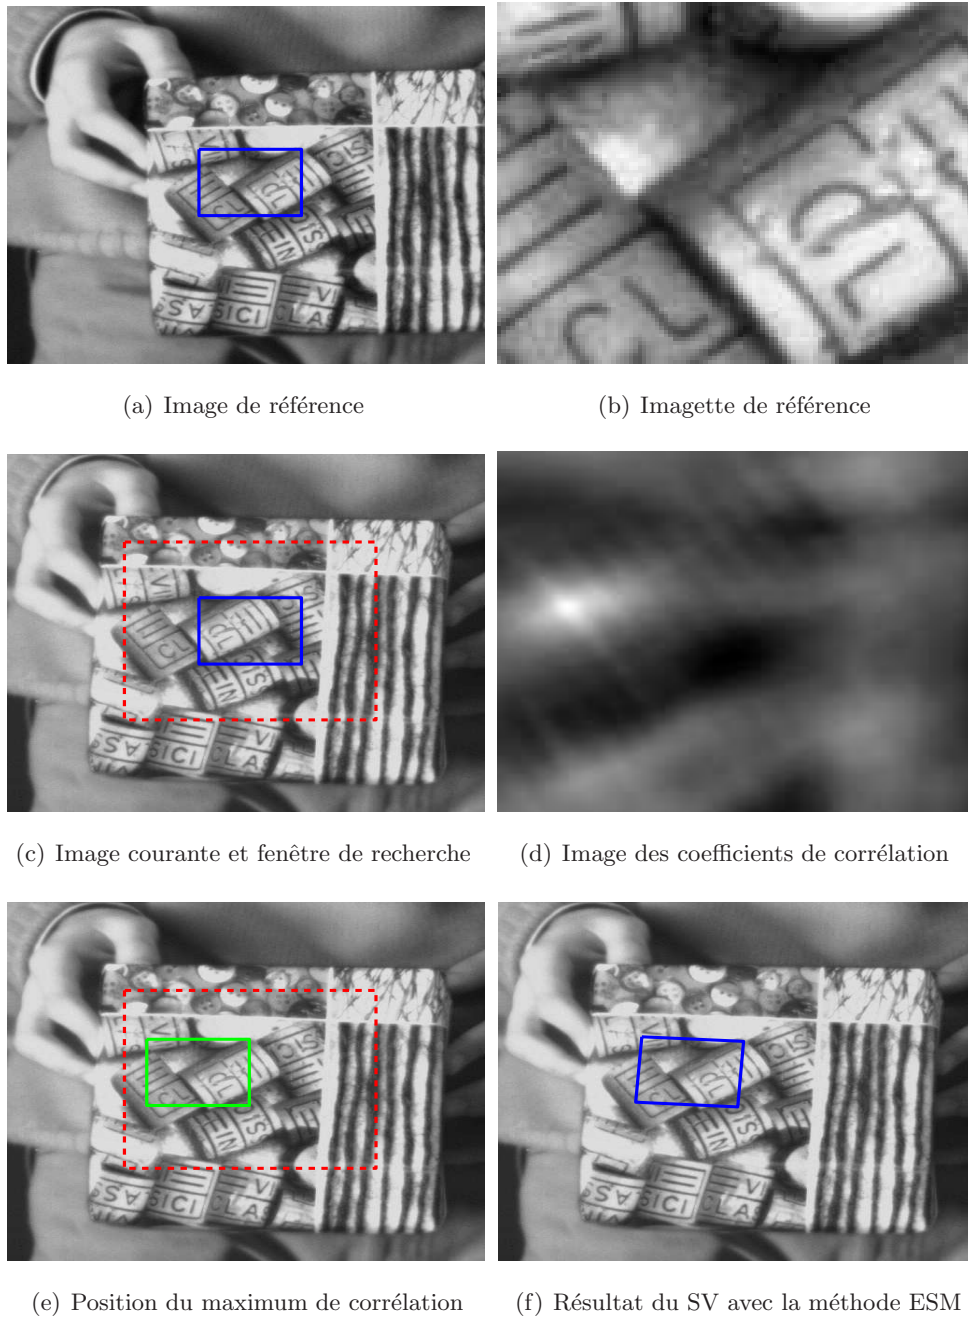 (a) Image de référence
(b) Imagette de référence
(c) Image courante et fenêtre de recherche
(d) Image des coefficients de corrélation
(e) Position du maximum de corrélation
(f) Résultat du SV avec la méthode ESM